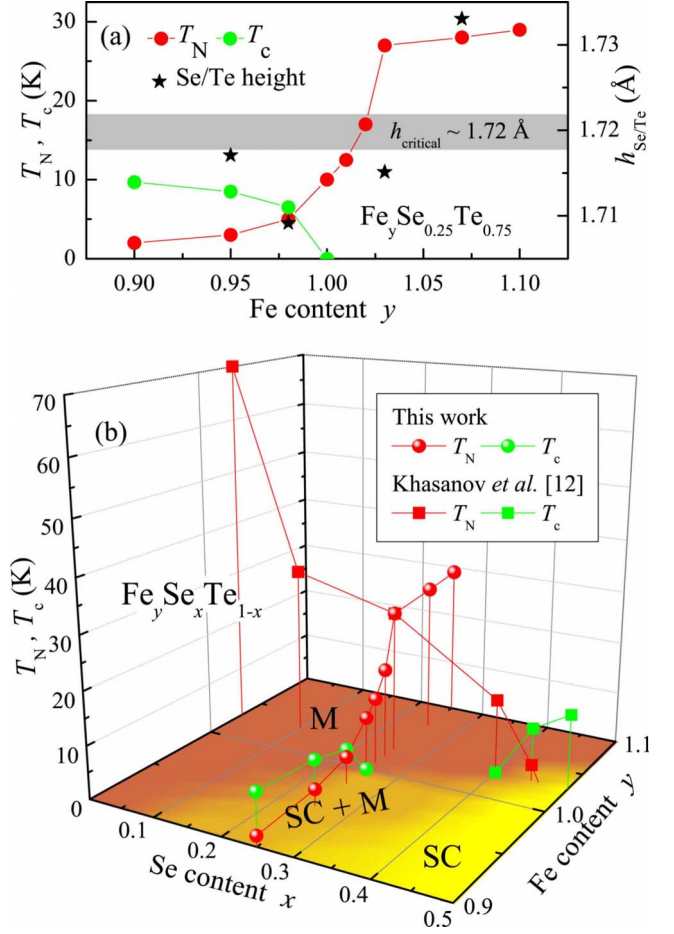 (a) T_N T_c
Se/Te height
30
20
10
0
T_N, T_c (K)
1.733
1.720
1.711
h_Se/Te (Å)
h_critical ~ 1.72 Å
Fe_ySe_0.25Te_0.75
0.90 0.95 1.00 1.05 1.10
Fe content y
(b)
70
60
50
40
30
20
10
0
T_N, T_c (K)
This work
T_N T_c
Khasanov et al. [12]
T_N T_c
Fe_ySe_xTe_1-x
M
SC + M
SC
0.1 0.2 0.3 0.4 0.5
Se content x
0.9 1.0 1.1
Fe content y